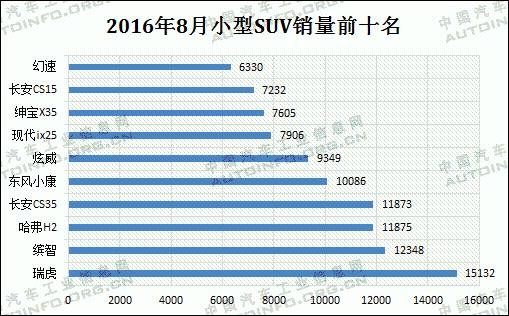 2016年8月小型SUV销量前十名
幻速 6330
长安CS15 7232
绅宝X35 7605
现代ix25 7906
炫威 9349
东风小康 10086
长安CS35 11873
哈弗H2 11875
缤智 12348
瑞虎 15132
0 2000 4000 6000 8000 10000 12000 14000 16000
中国汽车工业信息网
AUTOINFO.ORG.CN